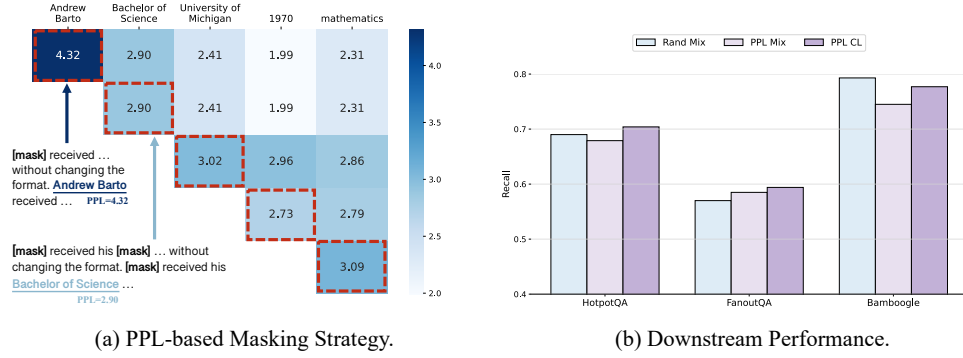 Andrew Barto
Bachelor of Science
University of Michigan
1970
mathematics
4.32 2.90 2.41 1.99 2.31
2.90 2.41 1.99 2.31
3.02 2.96 2.86
2.73 2.79
3.09
4.0
3.5
3.0
2.5
2.0
[mask] received ...
without changing the
format. Andrew Barto
received ... PPL=4.32
[mask] received his [mask] ... without
changing the format. [mask] received his
Bachelor of Science ...
PPL=2.90
(a) PPL-based Masking Strategy.
Rand Mix PPL Mix PPL CL
Recall
0.8
0.7
0.6
0.5
0.4
HotpotQA FanoutQA Bamboogle
(b) Downstream Performance.